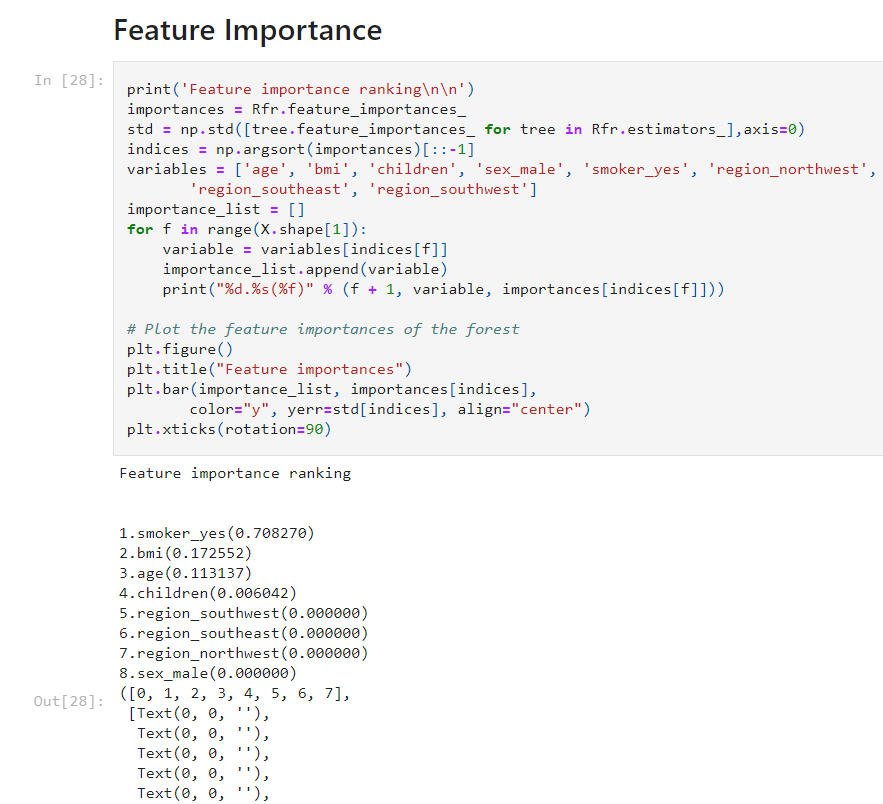 Feature Importance
In [28]:
print('Feature importance ranking\n\n')
importances = Rfr.feature_importances_
std = np.std([tree.feature_importances_ for tree in Rfr.estimators_],axis=0)
indices = np.argsort(importances)[::-1]
variables = ['age', 'bmi', 'children', 'sex_male', 'smoker_yes', 'region_northwest',
       'region_southeast', 'region_southwest']
importance_list = []
for f in range(X.shape[1]):
    variable = variables[indices[f]]
    importance_list.append(variable)
    print("%d.%s(%f)" % (f + 1, variable, importances[indices[f]]))

# Plot the feature importances of the forest
plt.figure()
plt.title("Feature importances")
plt.bar(importance_list, importances[indices],
       color="y", yerr=std[indices], align="center")
plt.xticks(rotation=90)
Feature importance ranking

1.smoker_yes(0.708270)
2.bmi(0.172552)
3.age(0.113137)
4.children(0.006042)
5.region_southwest(0.000000)
6.region_southeast(0.000000)
7.region_northwest(0.000000)
8.sex_male(0.000000)
Out[28]:
([0, 1, 2, 3, 4, 5, 6, 7],
 [Text(0, 0, ''),
  Text(0, 0, ''),
  Text(0, 0, ''),
  Text(0, 0, ''),
  Text(0, 0, ''),